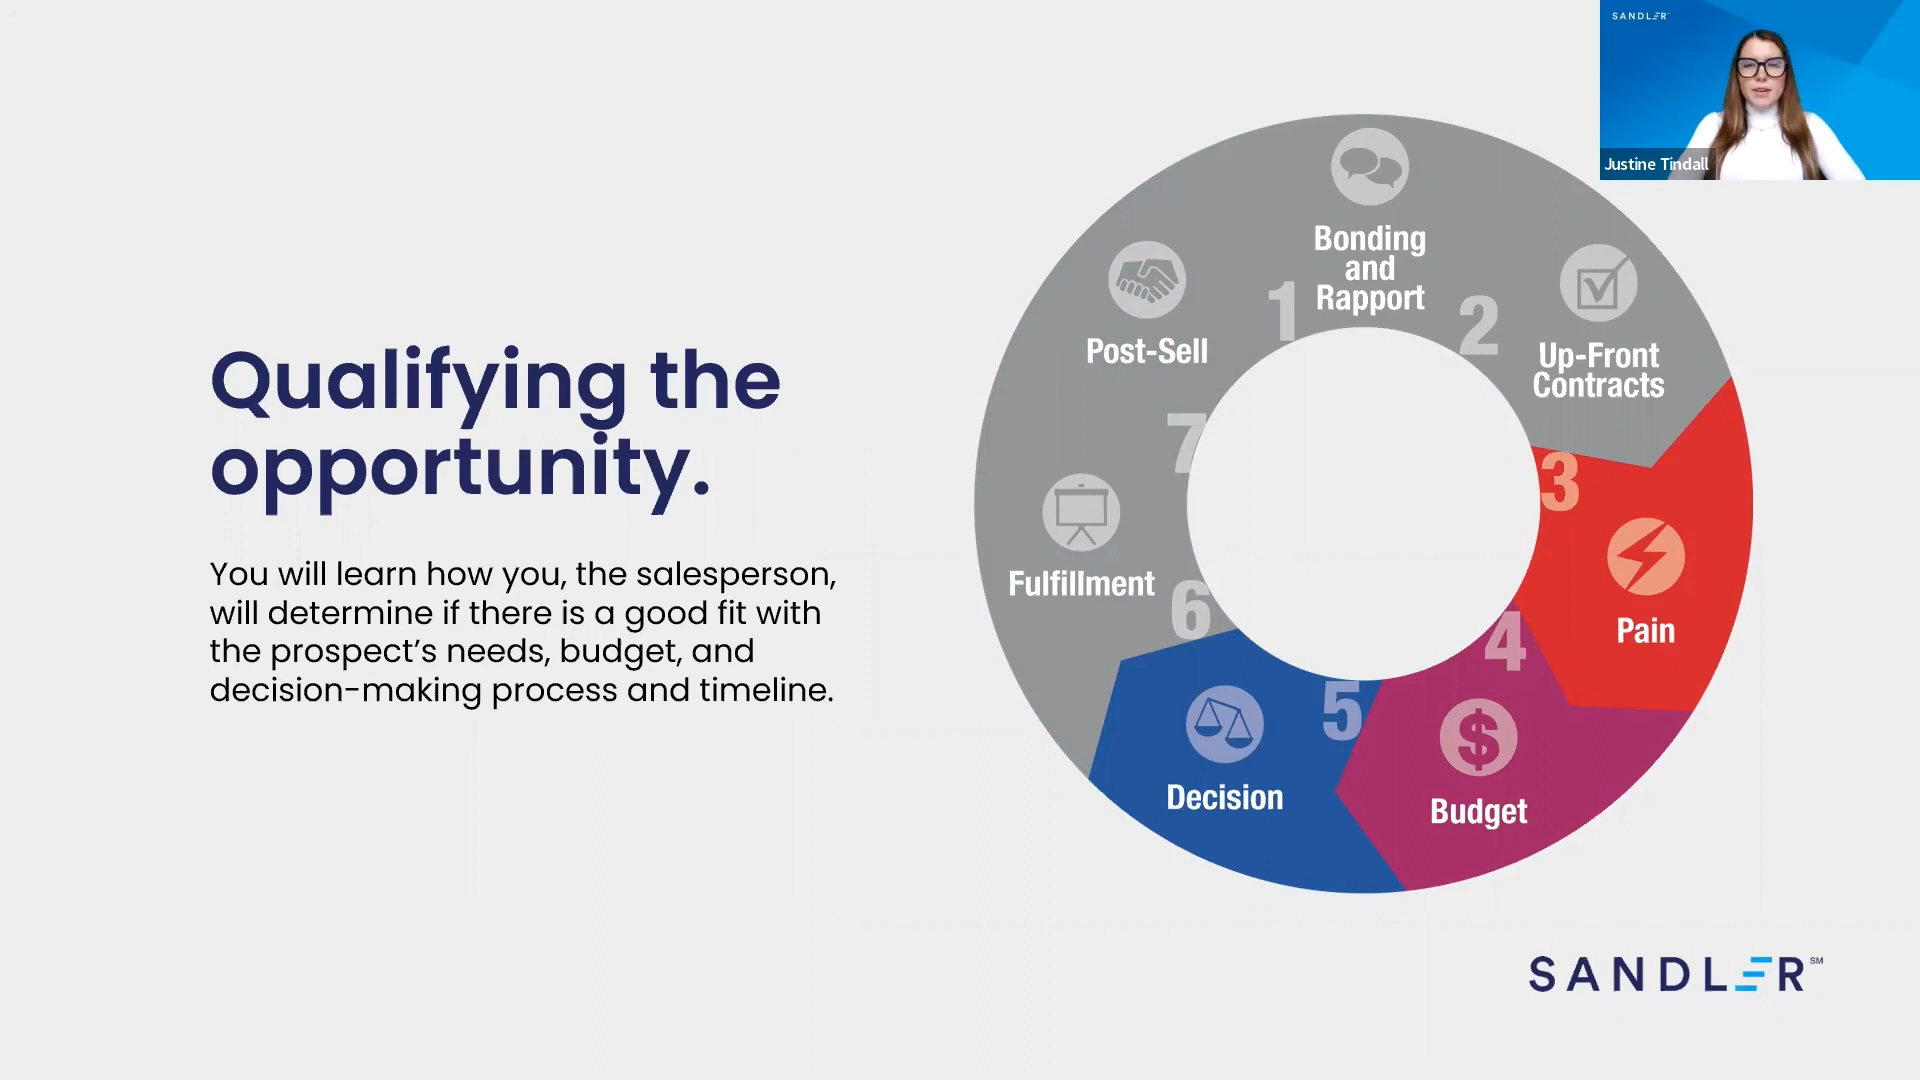 SANDLER
Justine Tindall
Qualifying the
opportunity.
You will learn how you, the salesperson,
will determine if there is a good fit with
the prospect's needs, budget, and
decision-making process and timeline.
1
Bonding
and
Rapport
2
Up-Front
Contracts
3
Pain
4
Budget
5
Decision
6
Fulfillment
7
Post-Sell
SANDLER℠